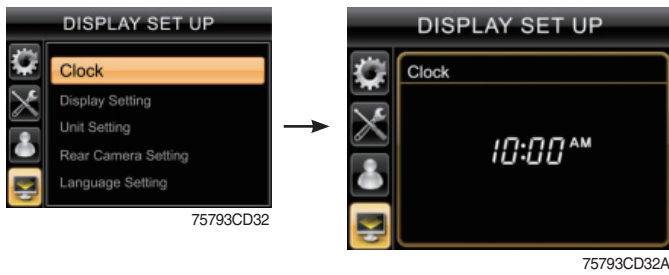 DISPLAY SET UP
Clock
Display Setting
Unit Setting
Rear Camera Setting
Language Setting
75793CD32
DISPLAY SET UP
Clock
10:00 AM
75793CD32A